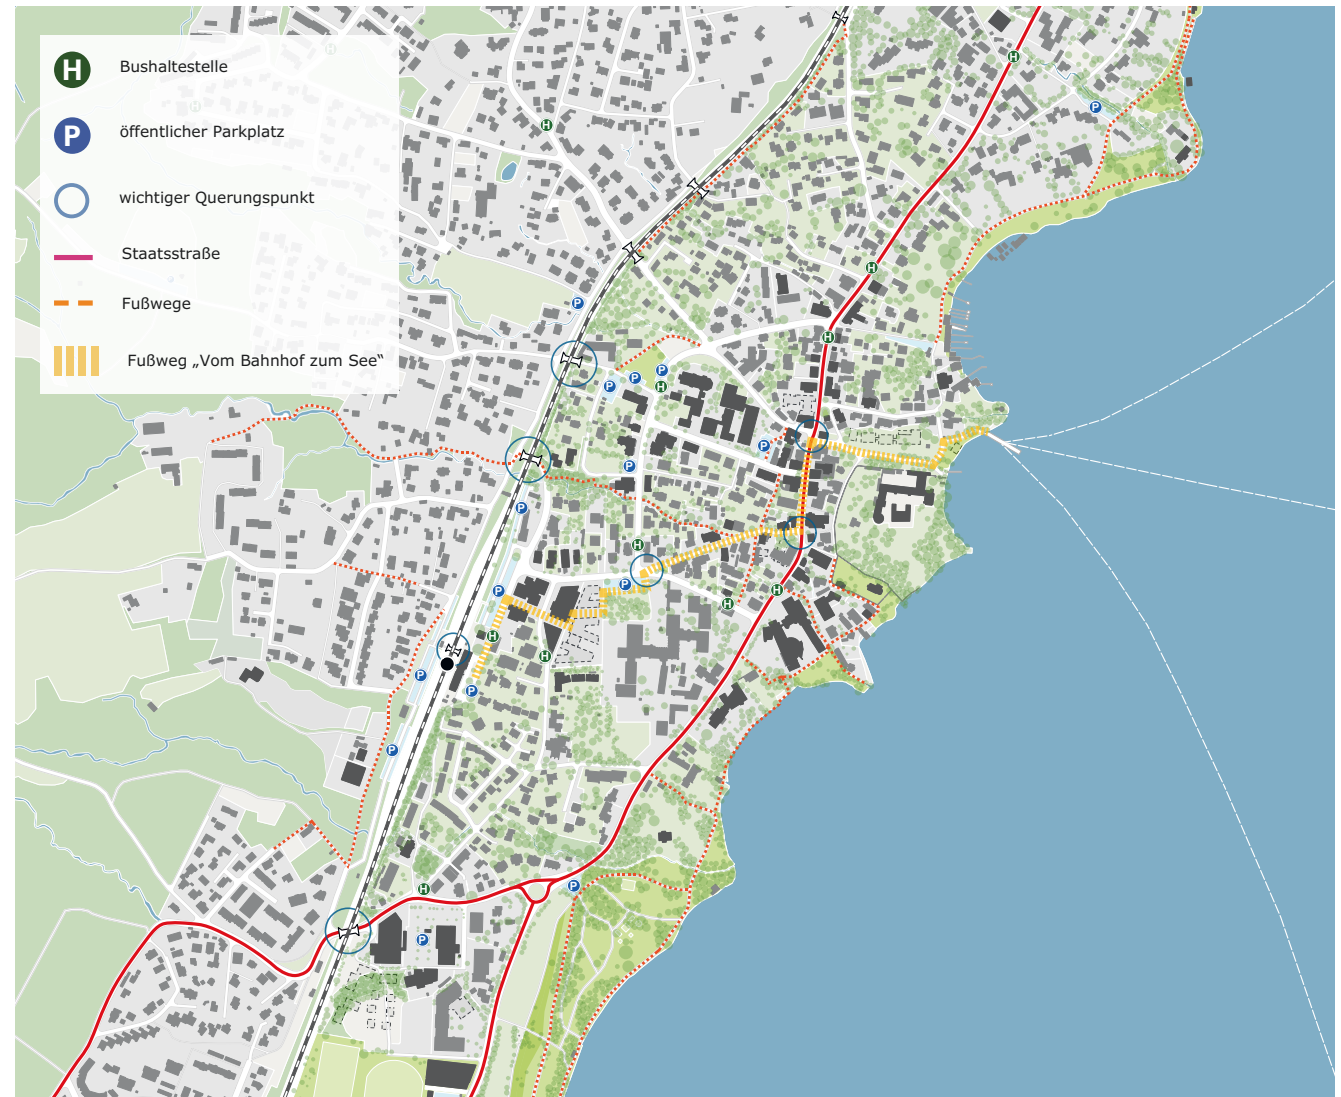 H Bushaltestelle
P öffentlicher Parkplatz
wichtiger Querungspunkt
Staatsstraße
Fußwege
Fußweg „Vom Bahnhof zum See“
H
H
P
H
H
P
H
P
P
P
H
P
P
P
H
P
P
H
H
H
H
P
P
P
H
P
P